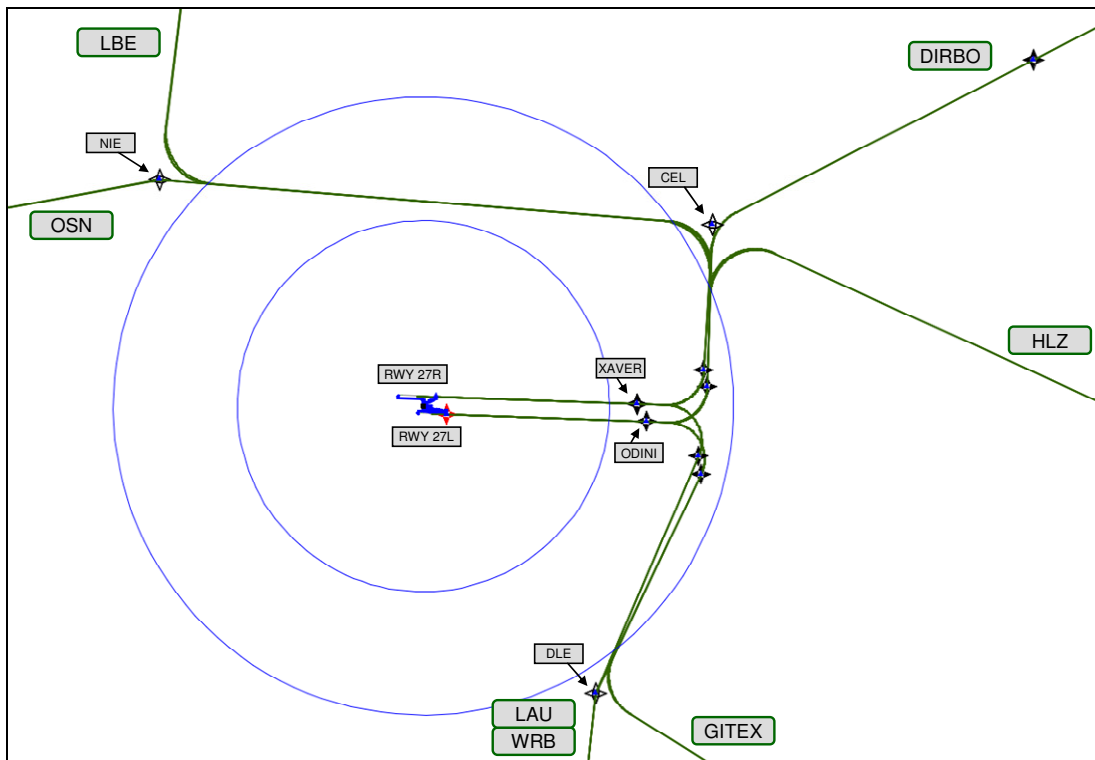 LBE
DIRBO
NIE
CEL
OSN
HLZ
XAVER
RWY 27R
RWY 27L
ODINI
DLE
LAU
WRB
GITEX